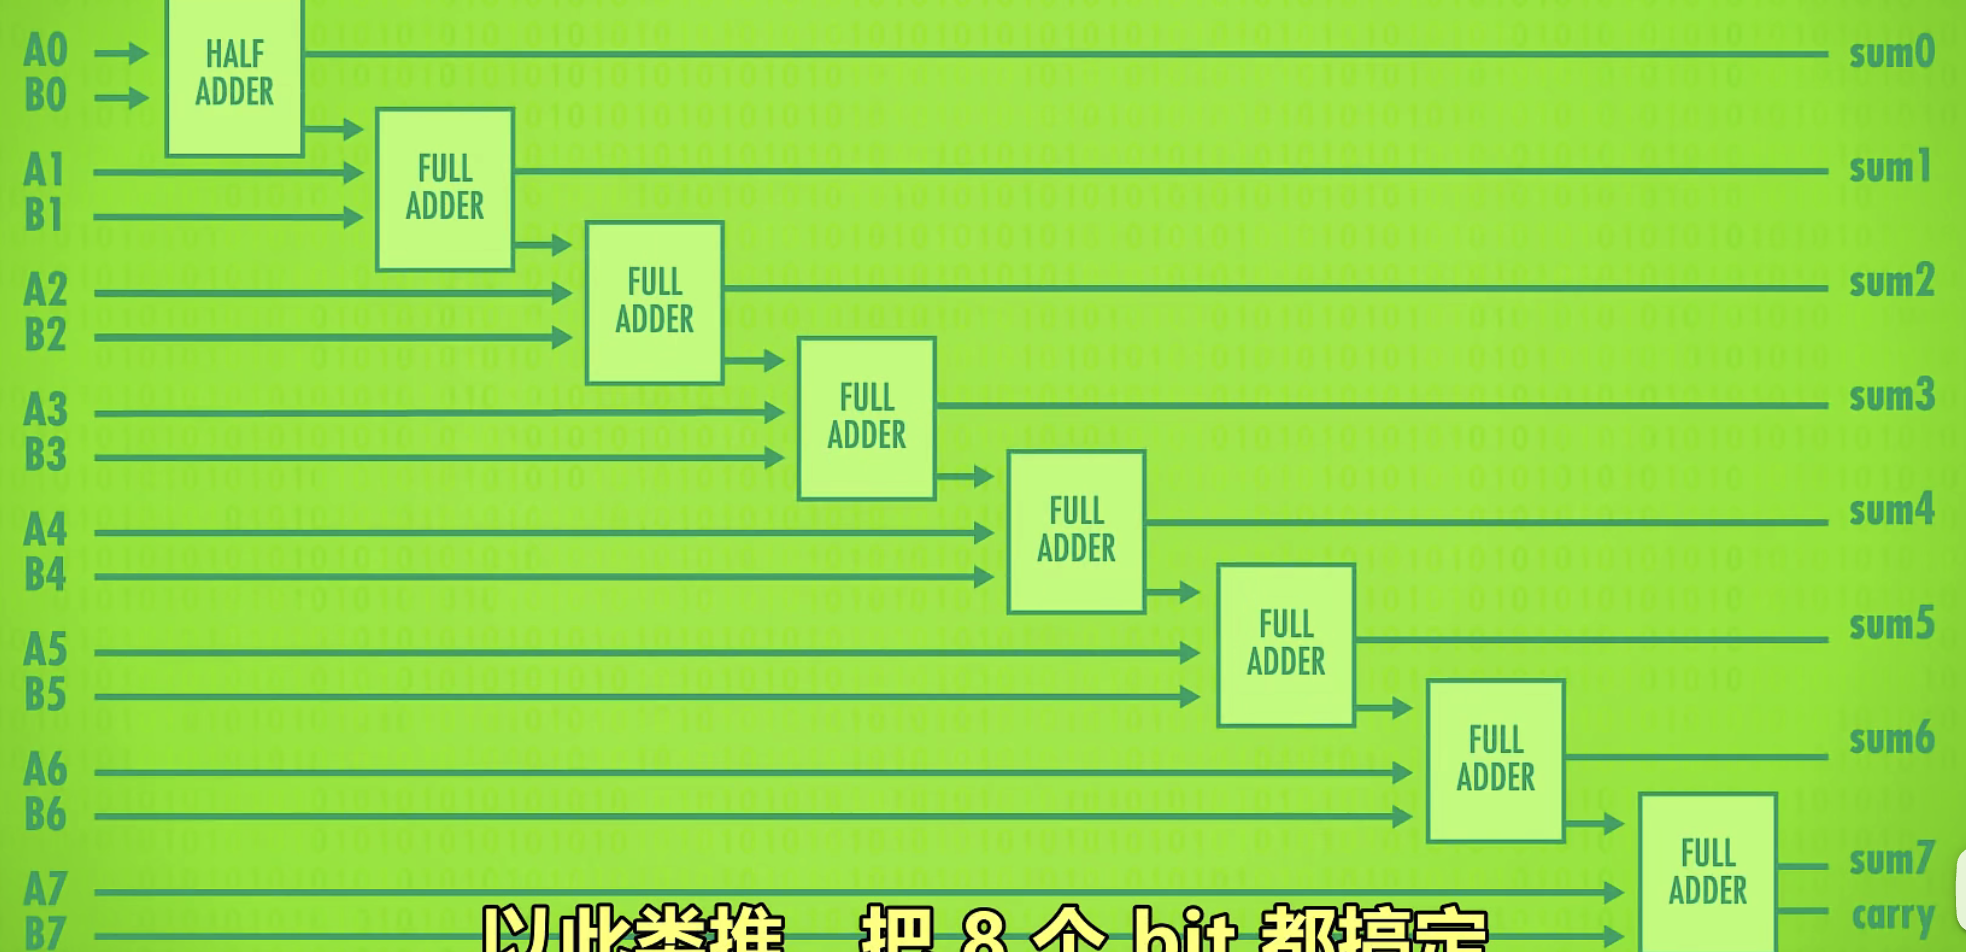 A0
B0
HALF
ADDER
sum0
A1
B1
FULL
ADDER
sum1
A2
B2
FULL
ADDER
sum2
A3
B3
FULL
ADDER
sum3
A4
B4
FULL
ADDER
sum4
A5
B5
FULL
ADDER
sum5
A6
B6
FULL
ADDER
sum6
A7
B7
FULL
ADDER
sum7
carry
以此类推 把 8 个 bit 都搞定